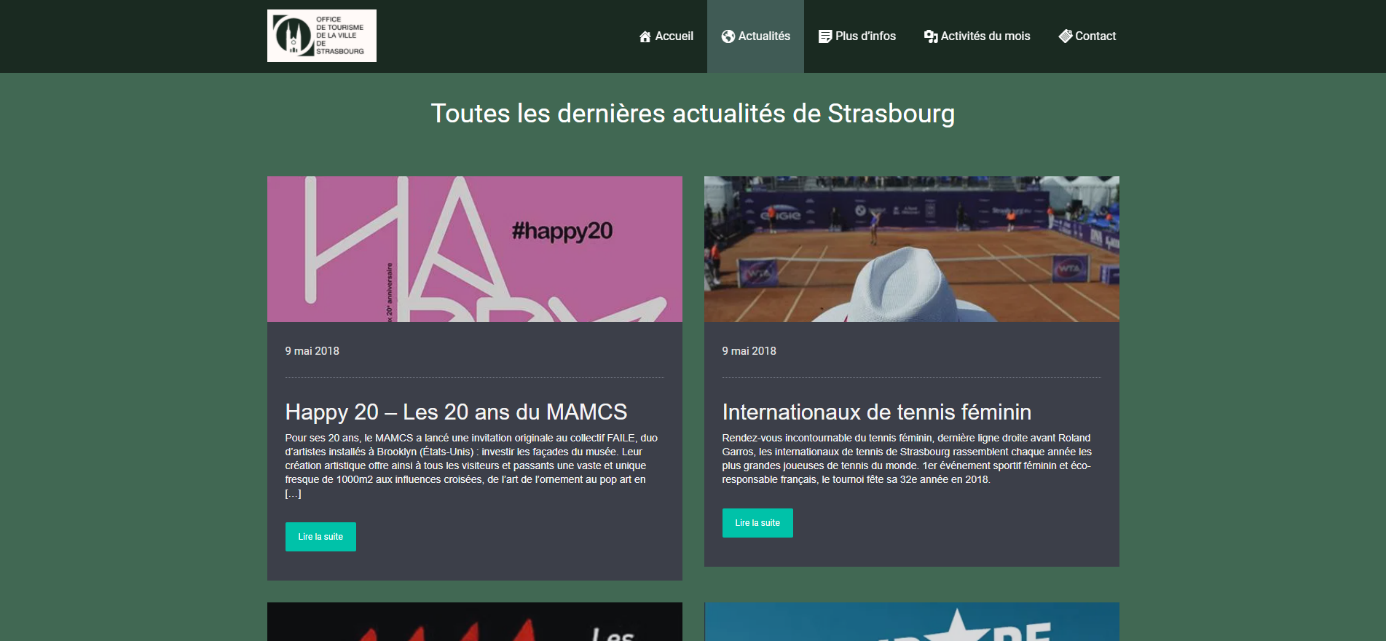 OFFICE
DE TOURISME
DE LA VILLE
DE
STRASBOURG
Accueil
Actualités
Plus d'infos
Activités du mois
Contact
Toutes les dernières actualités de Strasbourg
HA
#happy20
20e anniversaire
9 mai 2018
Happy 20 – Les 20 ans du MAMCS
Pour ses 20 ans, le MAMCS a lancé une invitation originale au collectif FAILE, duo
d'artistes installés à Brooklyn (États-Unis) : investir les façades du musée. Leur
création artistique offre ainsi à tous les visiteurs et passants une vaste et unique
fresque de 1000m2 aux influences croisées, de l'art de l'ornement au pop art en
[…]
Lire la suite
ENGIE
WTA
WTA
9 mai 2018
Internationaux de tennis féminin
Rendez-vous incontournable du tennis féminin, dernière ligne droite avant Roland
Garros, les internationaux de tennis de Strasbourg rassemblent chaque année les
plus grandes joueuses de tennis du monde. 1er événement sportif féminin et éco-
responsable français, le tournoi fête sa 32e année en 2018.
Lire la suite
Les